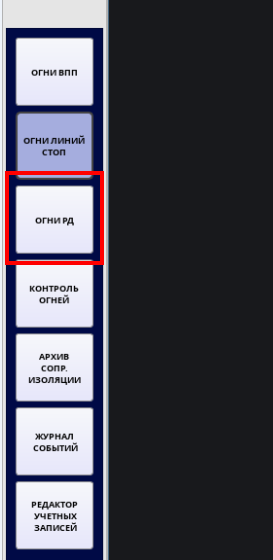 ОГНИ ВПП
ОГНИ ЛИНИЙ
СТОП
ОГНИ РД
КОНТРОЛЬ
ОГНЕЙ
АРХИВ
СОПР.
ИЗОЛЯЦИИ
ЖУРНАЛ
СОБЫТИЙ
РЕДАКТОР
УЧЕТНЫХ
ЗАПИСЕЙ